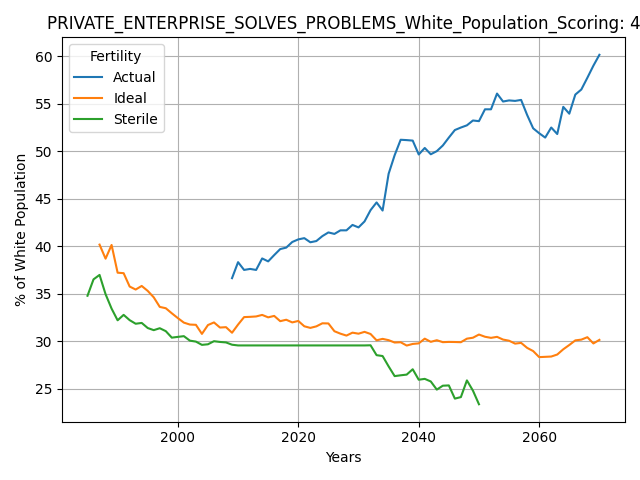 PRIVATE_ENTERPRISE_SOLVES_PROBLEMS_White_Population_Scoring: 4
Fertility
Actual
Ideal
Sterile
% of White Population
60
55
50
45
40
35
30
25
2000 2020 2040 2060
Years